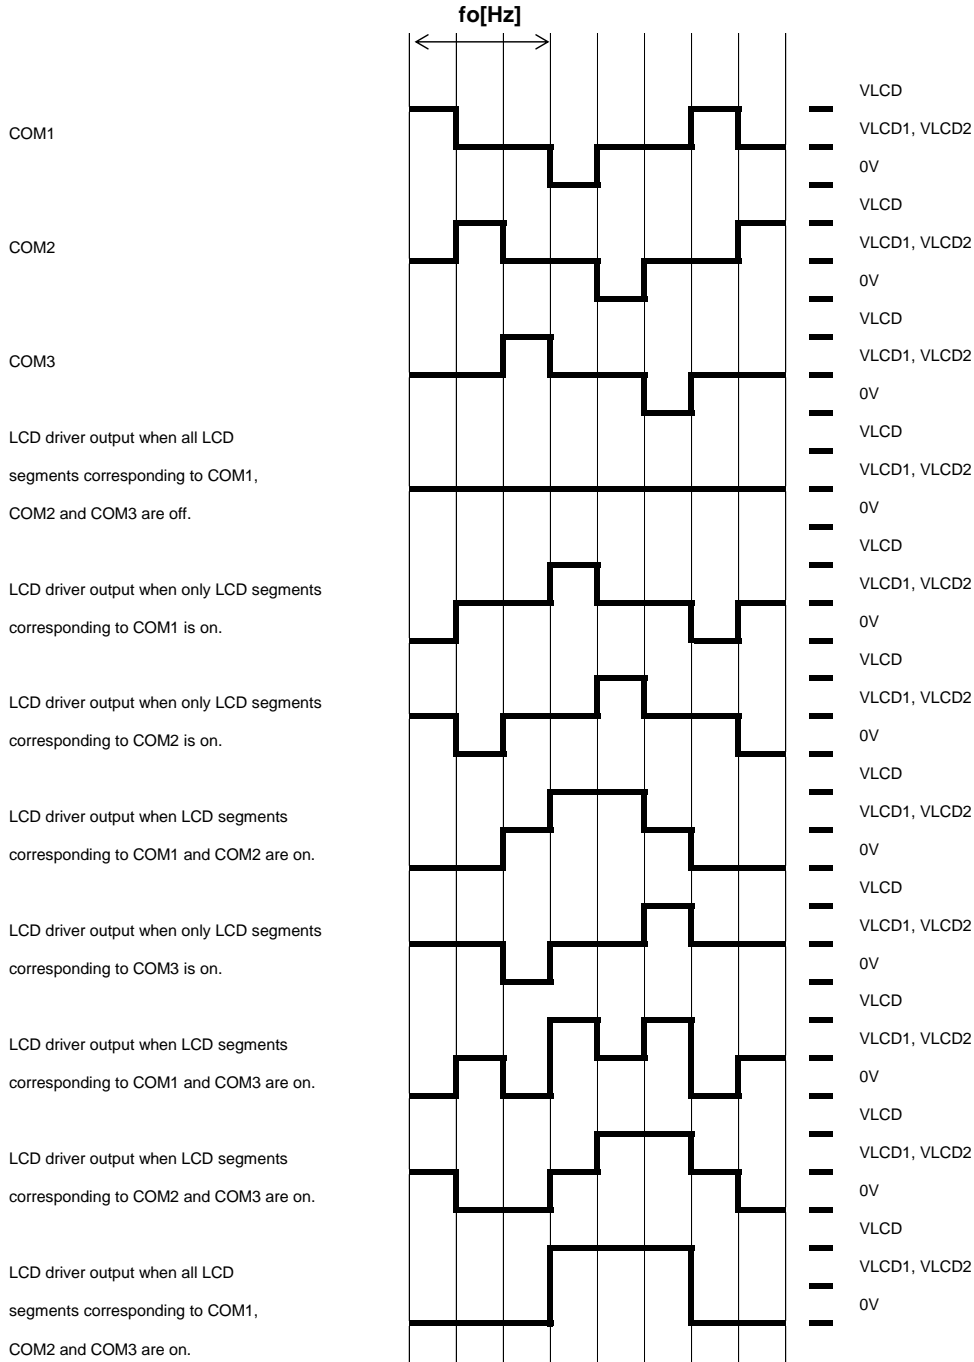 fo[Hz]
VLCD
COM1
VLCD1, VLCD2
0V
VLCD
COM2
VLCD1, VLCD2
0V
VLCD
COM3
VLCD1, VLCD2
0V
LCD driver output when all LCD
VLCD
segments corresponding to COM1,
VLCD1, VLCD2
COM2 and COM3 are off.
0V
VLCD
LCD driver output when only LCD segments
VLCD1, VLCD2
corresponding to COM1 is on.
0V
VLCD
LCD driver output when only LCD segments
VLCD1, VLCD2
corresponding to COM2 is on.
0V
VLCD
LCD driver output when LCD segments
VLCD1, VLCD2
corresponding to COM1 and COM2 are on.
0V
VLCD
LCD driver output when only LCD segments
VLCD1, VLCD2
corresponding to COM3 is on.
0V
VLCD
LCD driver output when LCD segments
VLCD1, VLCD2
corresponding to COM1 and COM3 are on.
0V
VLCD
LCD driver output when LCD segments
VLCD1, VLCD2
corresponding to COM2 and COM3 are on.
0V
VLCD
LCD driver output when all LCD
VLCD1, VLCD2
segments corresponding to COM1,
0V
COM2 and COM3 are on.